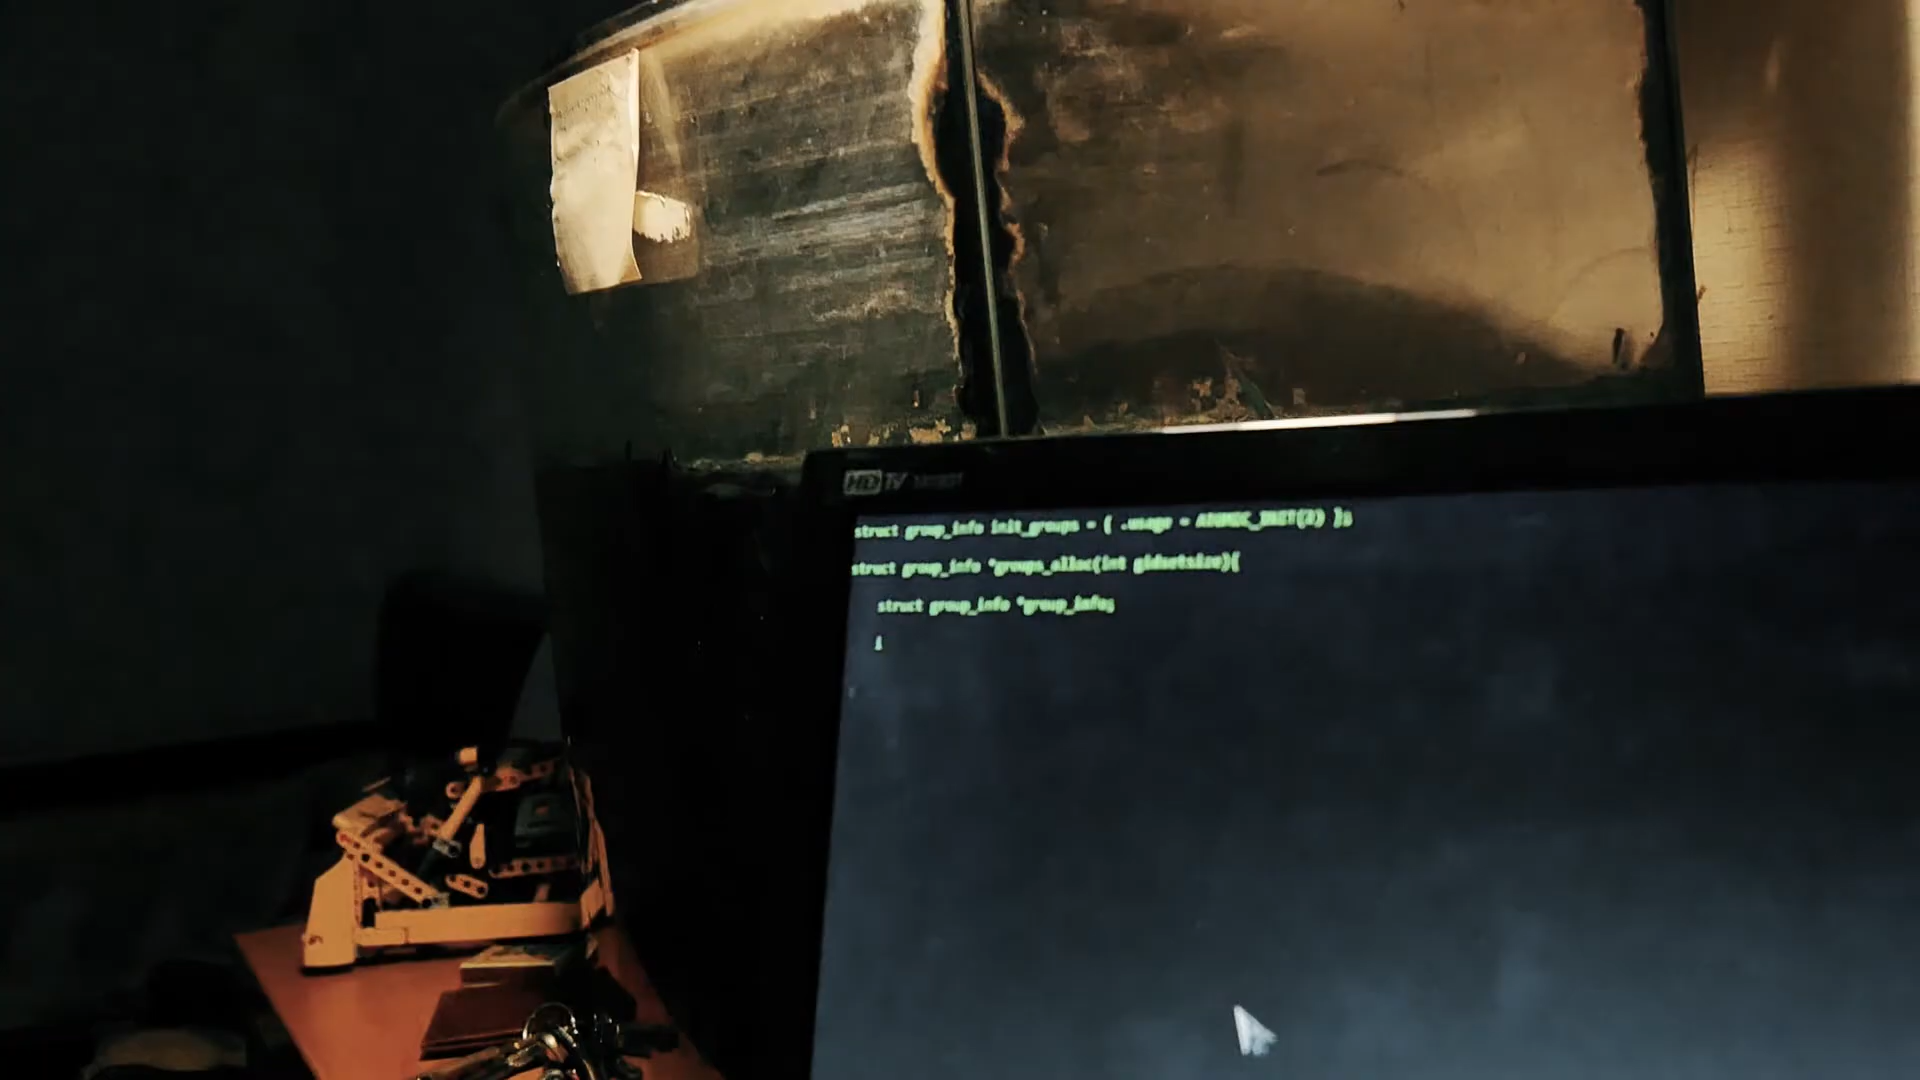 HD TV
struct group_info init_groups = { .usage = ATOMIC_INIT(2) };
struct group_info *groups_alloc(int gidsetsize){
struct group_info *group_info;
i